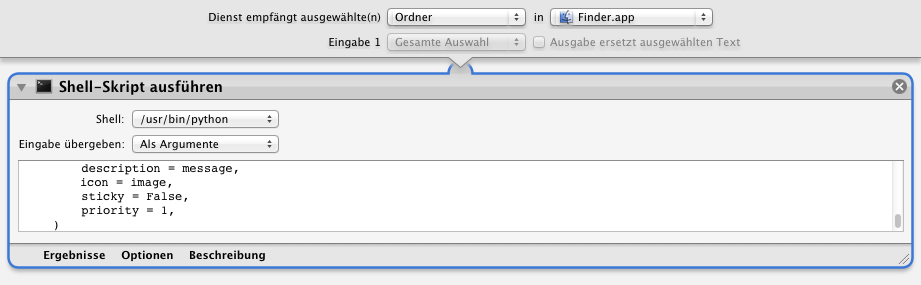 Dienst empfängt ausgewählte(n) Ordner in Finder.app
Eingabe 1 Gesamte Auswahl Ausgabe ersetzt ausgewählten Text
Shell-Skript ausführen
Shell: /usr/bin/python
Eingabe übergeben: Als Argumente
description = message,
icon = image,
sticky = False,
priority = 1,
)
Ergebnisse Optionen Beschreibung